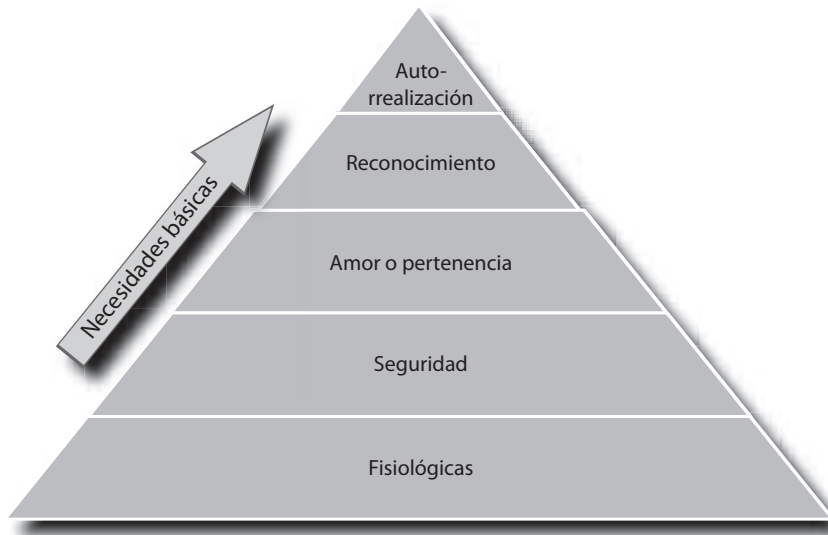 Auto-
rrealización
Reconocimiento
Necesidades básicas
Amor o pertenencia
Seguridad
Fisiológicas